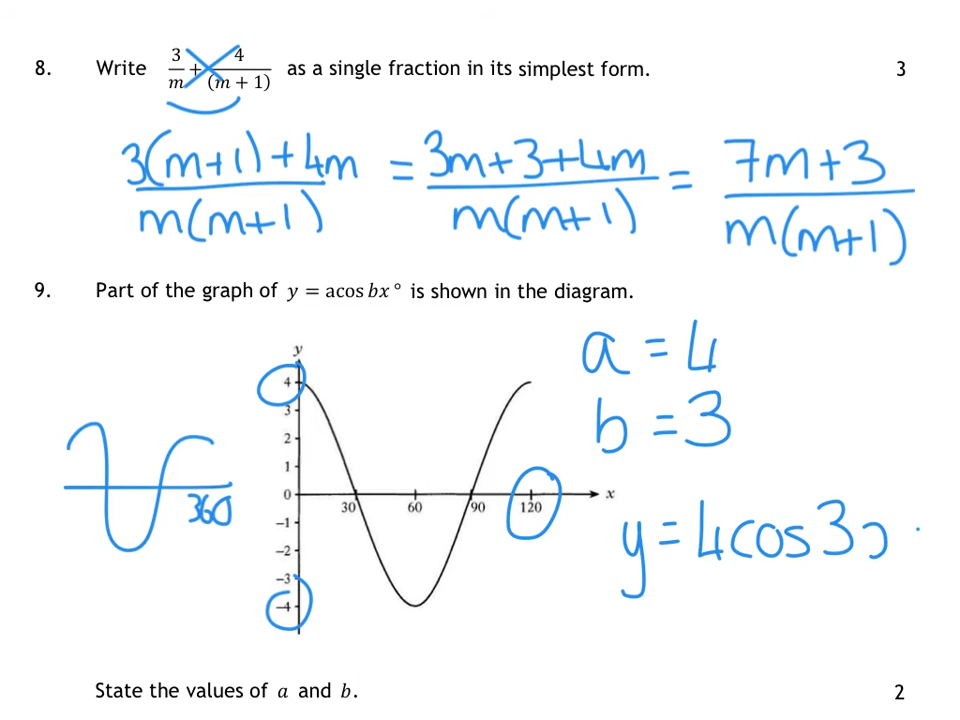 8. Write 3/m + 4/(m + 1) as a single fraction in its simplest form. 3
3(m+1)+4m / m(m+1) = 3m+3+4m / m(m+1) = 7m+3 / m(m+1)
9. Part of the graph of y = acos bx° is shown in the diagram.
a = 4
b = 3
y
4
3
2
1
0
30 60 90 120 x
360
-1
-2
-3
-4
y = 4cos3
State the values of a and b. 2